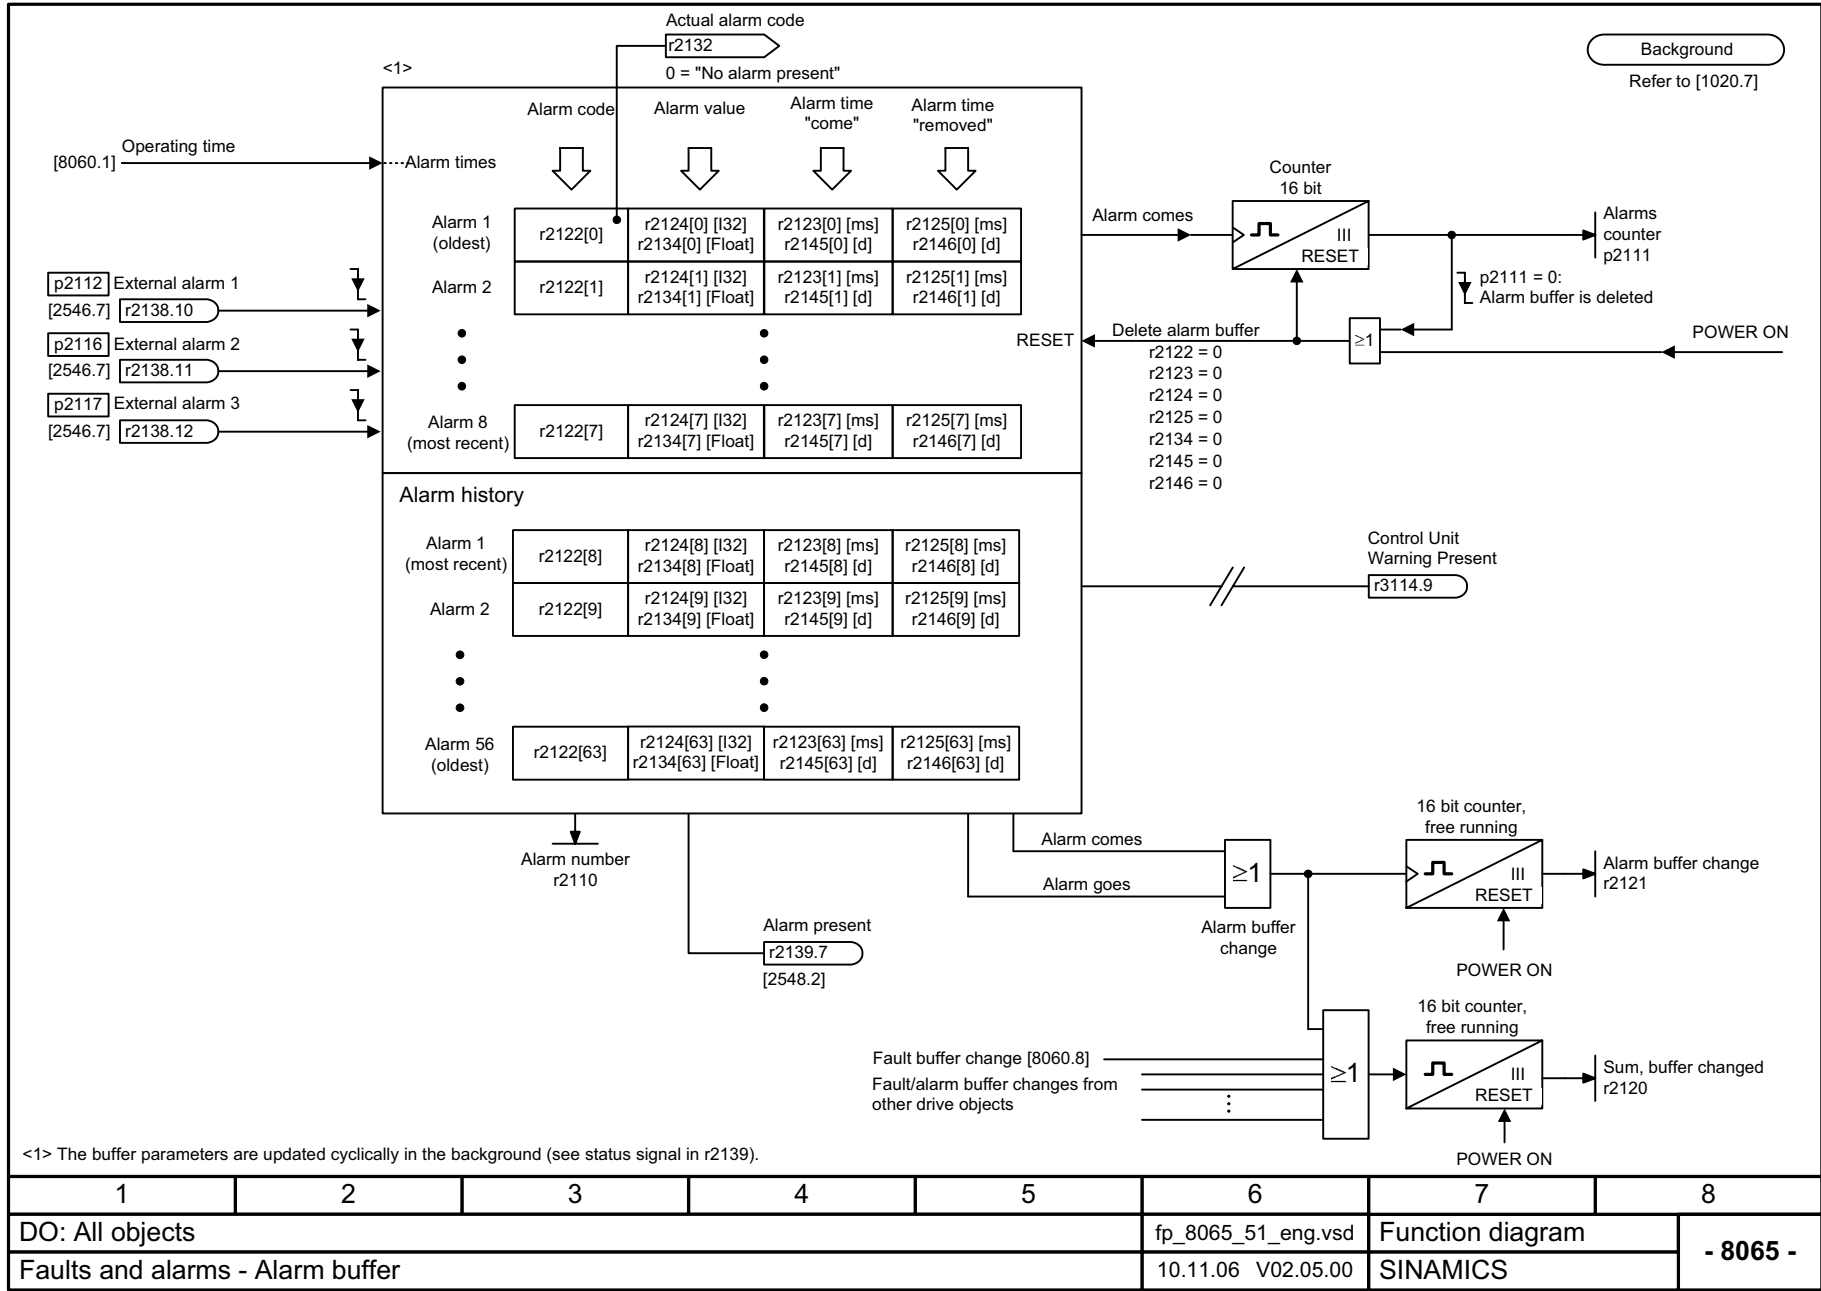 Actual alarm code
r2132
0 = "No alarm present"
Background
Refer to [1020.7]
<1>
Alarm code
Alarm value
Alarm time
"come"
Alarm time
"removed"
[8060.1]
Operating time
Alarm times
Alarm 1
(oldest)
r2122[0]
r2124[0] [I32]
r2134[0] [Float]
r2123[0] [ms]
r2145[0] [d]
r2125[0] [ms]
r2146[0] [d]
Alarm 2
r2122[1]
r2124[1] [I32]
r2134[1] [Float]
r2123[1] [ms]
r2145[1] [d]
r2125[1] [ms]
r2146[1] [d]
p2112 External alarm 1
[2546.7] r2138.10
p2116 External alarm 2
[2546.7] r2138.11
p2117 External alarm 3
[2546.7] r2138.12
RESET
Alarm 8
(most recent)
r2122[7]
r2124[7] [I32]
r2134[7] [Float]
r2123[7] [ms]
r2145[7] [d]
r2125[7] [ms]
r2146[7] [d]
Alarm comes
Counter
16 bit
III
RESET
Alarms
counter
p2111
p2111 = 0:
Alarm buffer is deleted
≥1
POWER ON
Delete alarm buffer
r2122 = 0
r2123 = 0
r2124 = 0
r2125 = 0
r2134 = 0
r2145 = 0
r2146 = 0
Alarm history
Alarm 1
(most recent)
r2122[8]
r2124[8] [I32]
r2134[8] [Float]
r2123[8] [ms]
r2145[8] [d]
r2125[8] [ms]
r2146[8] [d]
Alarm 2
r2122[9]
r2124[9] [I32]
r2134[9] [Float]
r2123[9] [ms]
r2145[9] [d]
r2125[9] [ms]
r2146[9] [d]
Alarm 56
(oldest)
r2122[63]
r2124[63] [I32]
r2134[63] [Float]
r2123[63] [ms]
r2145[63] [d]
r2125[63] [ms]
r2146[63] [d]
Control Unit
Warning Present
r3114.9
Alarm number
r2110
Alarm present
r2139.7
[2548.2]
Alarm comes
Alarm goes
≥1
Alarm buffer
change
16 bit counter,
free running
III
RESET
Alarm buffer change
r2121
POWER ON
16 bit counter,
free running
Fault buffer change [8060.8]
Fault/alarm buffer changes from
other drive objects
≥1
III
RESET
Sum, buffer changed
r2120
POWER ON
<1> The buffer parameters are updated cyclically in the background (see status signal in r2139).
1 2 3 4 5 6 7 8
DO: All objects
fp_8065_51_eng.vsd
Function diagram
- 8065 -
Faults and alarms - Alarm buffer
10.11.06 V02.05.00
SINAMICS